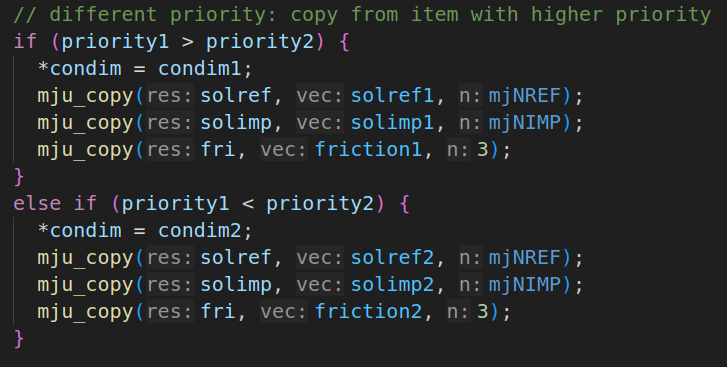 // different priority: copy from item with higher priority
if (priority1 > priority2) {
*condim = condim1;
mju_copy(res: solref, vec: solref1, n: mjNREF);
mju_copy(res: solimp, vec: solimp1, n: mjNIMP);
mju_copy(res: fri, vec: friction1, n: 3);
}
else if (priority1 < priority2) {
*condim = condim2;
mju_copy(res: solref, vec: solref2, n: mjNREF);
mju_copy(res: solimp, vec: solimp2, n: mjNIMP);
mju_copy(res: fri, vec: friction2, n: 3);
}